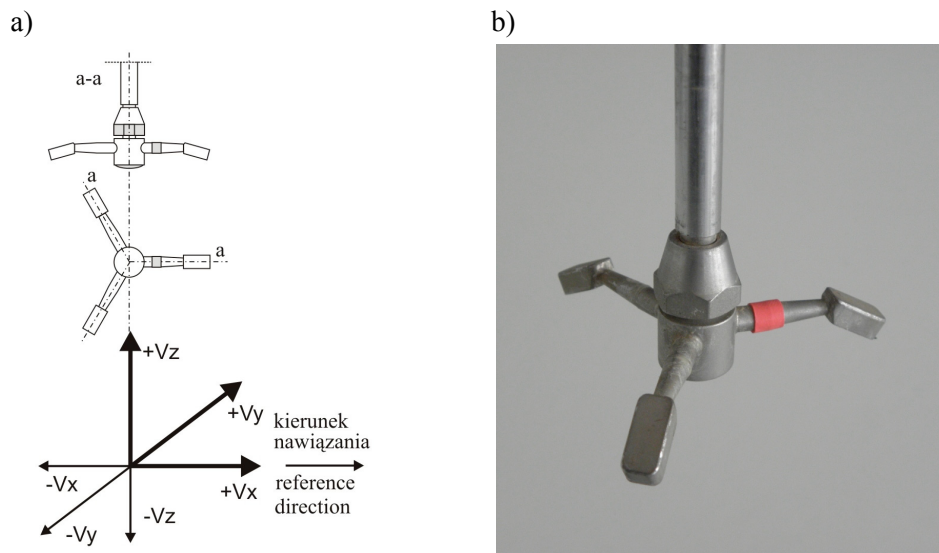 a)
b)
a-a
a
a
+Vz
+Vy
kierunek
nawiązania
-Vx
+Vx
reference
direction
-Vy
-Vz